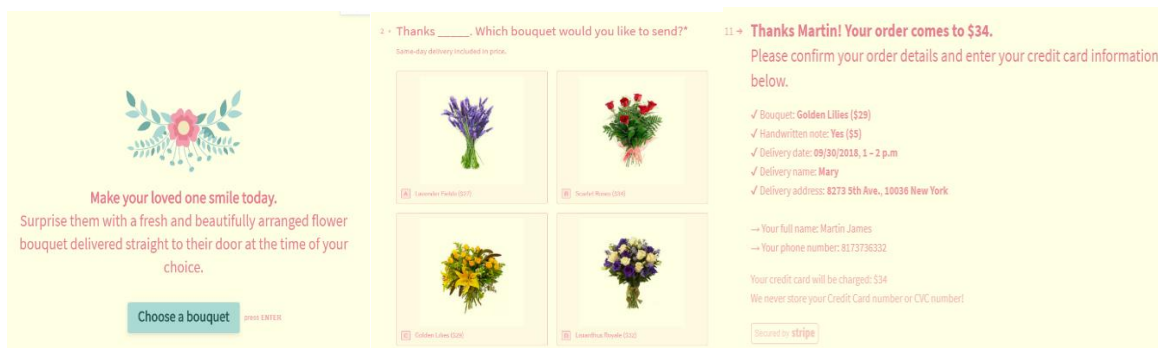 Make your loved one smile today.
Surprise them with a fresh and beautifully arranged flower
bouquet delivered straight to their door at the time of your
choice.
Choose a bouquet press ENTER
2 → Thanks _____. Which bouquet would you like to send?*
Same-day delivery included in price.
A Lavender Fields ($27)
B Scarlet Roses
C Golden Lilies ($29)
D Lisianthus Royale ($32)
11 → Thanks Martin! Your order comes to $34.
Please confirm your order details and enter your credit card information
below.
✓ Bouquet: Golden Lilies ($29)
✓ Handwritten note: Yes ($5)
✓ Delivery date: 09/30/2018, 1 – 2 p.m
✓ Delivery name: Mary
✓ Delivery address: 8273 5th Ave., 10036 New York
→ Your full name: Martin James
→ Your phone number: 8173736332
Your credit card will be charged: $34
We never store your Credit Card number or CVC number!
Secured by stripe